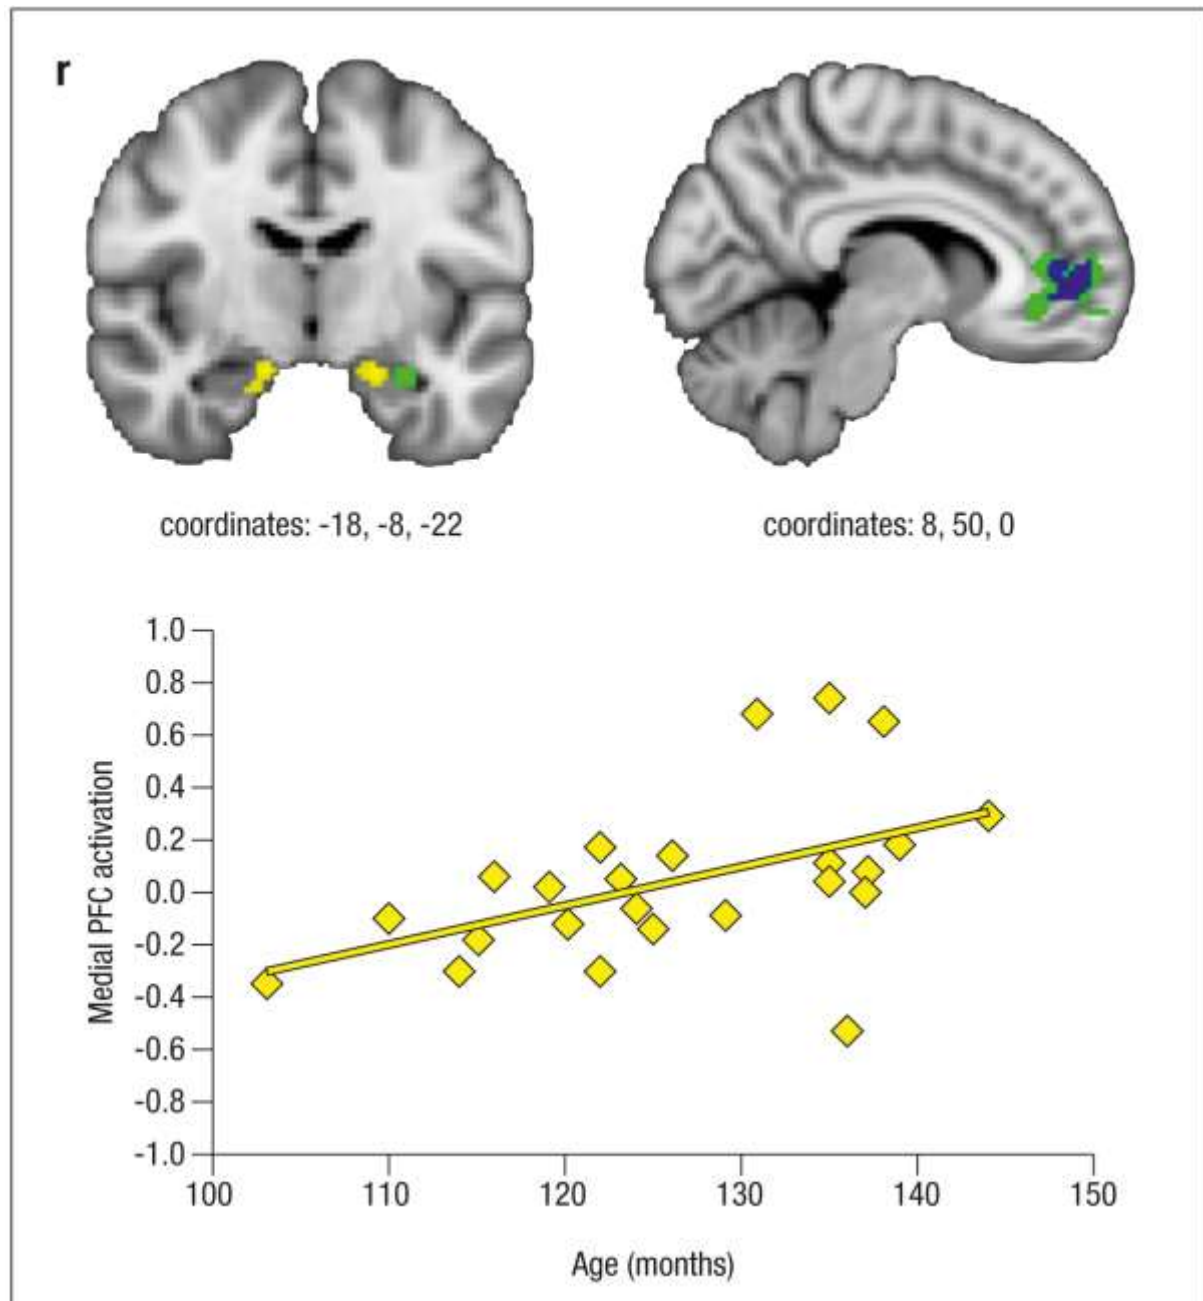 r
coordinates: -18, -8, -22
coordinates: 8, 50, 0
1.0
0.8
0.6
0.4
0.2
0.0
-0.2
-0.4
-0.6
-0.8
-1.0
Medial PFC activation
100 110 120 130 140 150
Age (months)